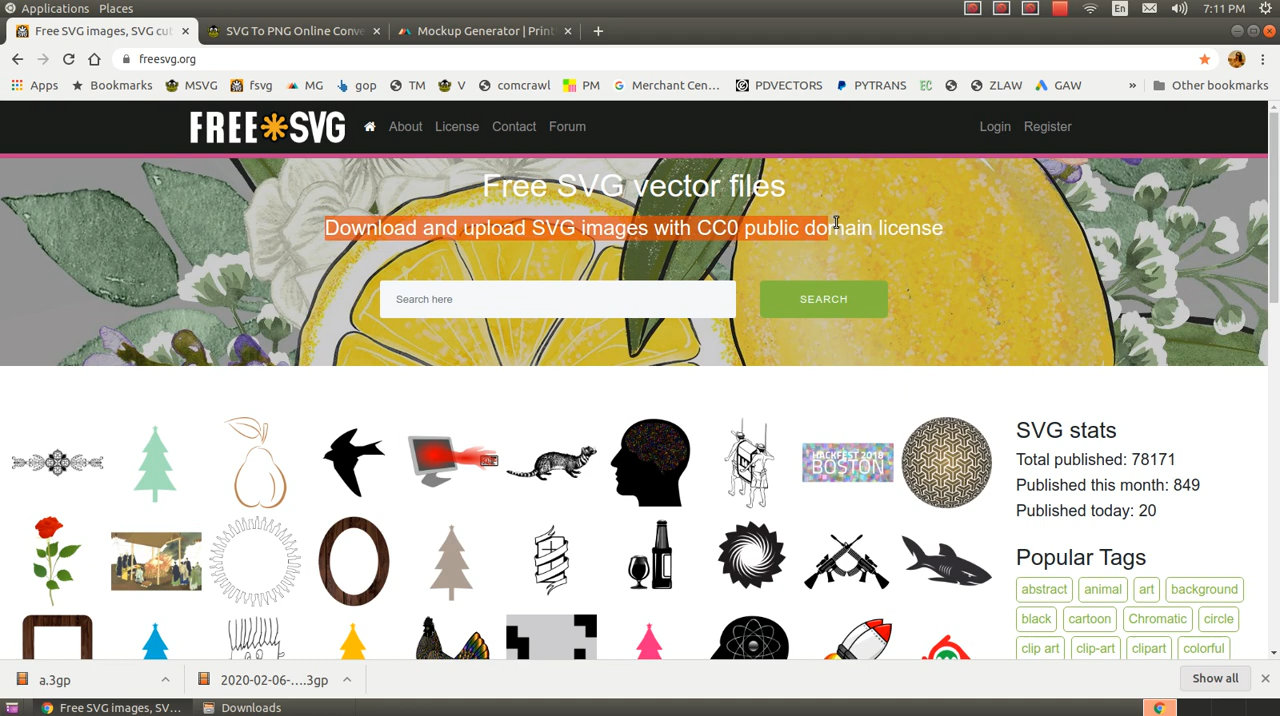 Applications Places
En
7:11 PM
Free SVG images, SVG cut
SVG To PNG Online Conve
Mockup Generator | Print
freesvg.org
Apps
Bookmarks
MSVG
fsvg
MG
gop
TM
V
comcrawl
PM
Merchant Cen...
PDVECTORS
PYTRANS
EC
ZLAW
GAW
»
Other bookmarks
FREE SVG
About
License
Contact
Forum
Login
Register
Free SVG vector files
Download and upload SVG images with CC0 public domain license
Search here
SEARCH
HACKFEST 2018
BOSTON
SVG stats
Total published: 78171
Published this month: 849
Published today: 20
Popular Tags
abstract
animal
art
background
black
cartoon
Chromatic
circle
clip art
clip-art
clipart
colorful
a.3gp
2020-02-06-....3gp
Show all
Free SVG images, SV...
Downloads